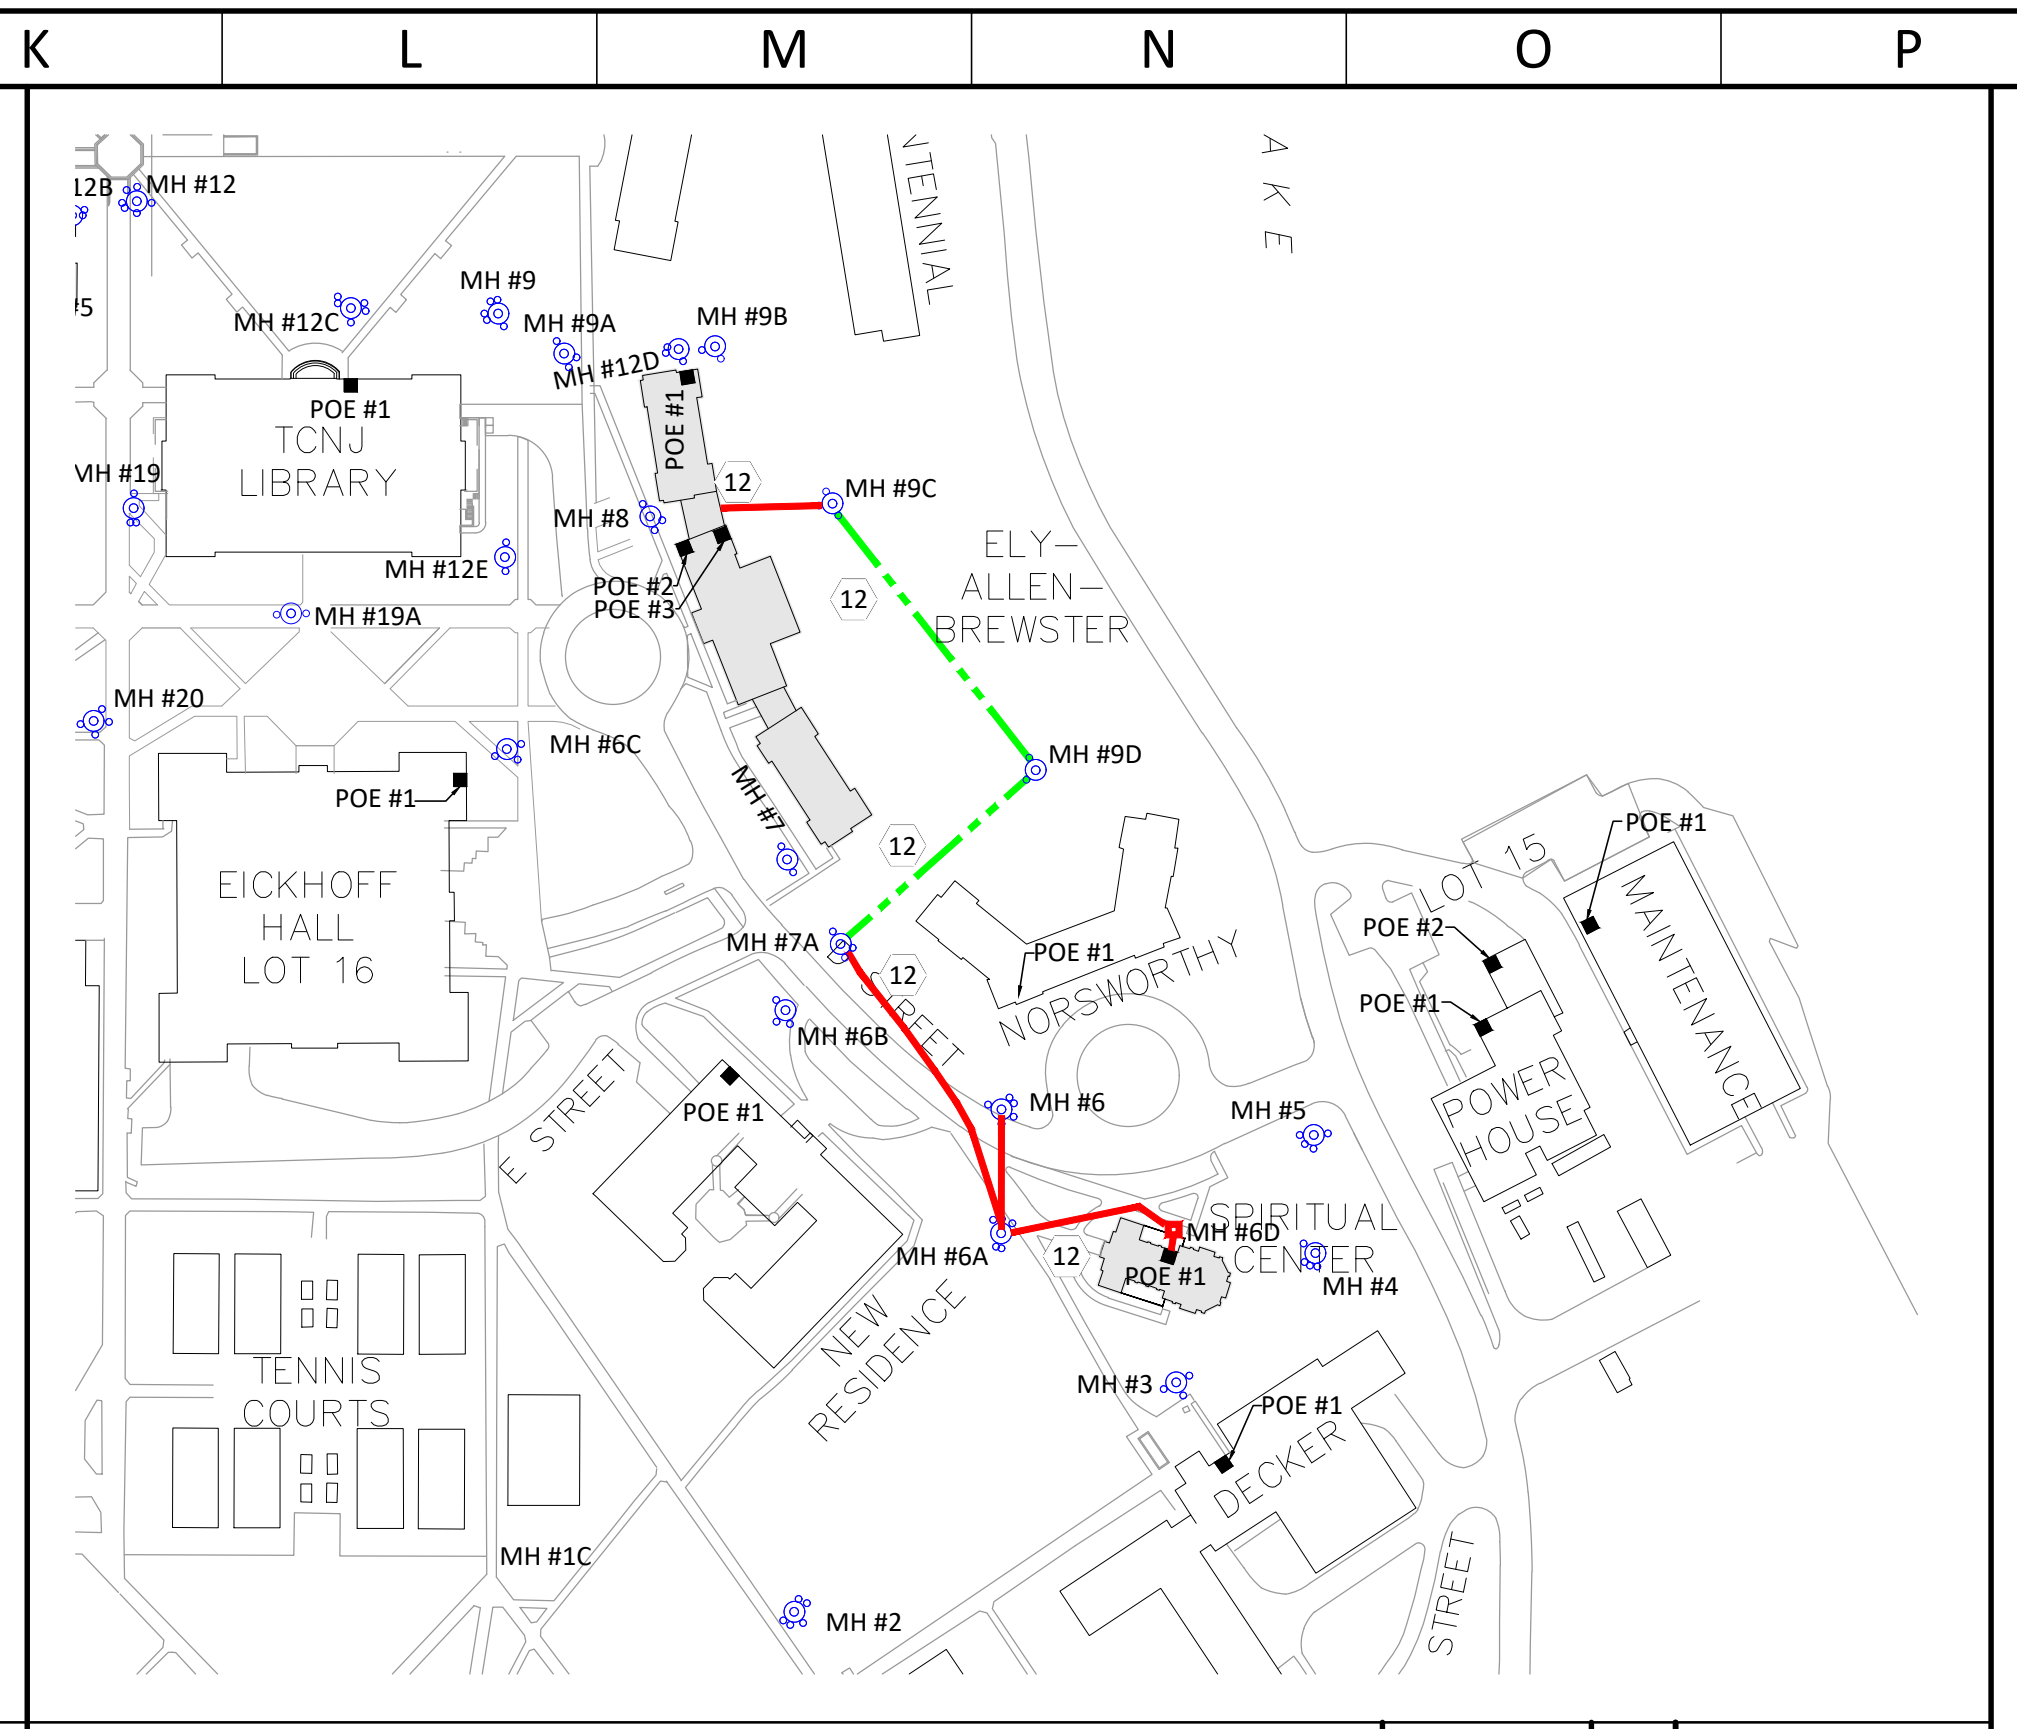 K L M N O P
NTENNIAL
AKE
12B
MH #12
#5
MH #12C
MH #9
MH #9A
MH #12D
MH #9B
POE #1
TCNJ
LIBRARY
POE #1
12
MH #9C
MH #19
MH #8
MH #12E
POE #2
POE #3
12
ELY-
ALLEN-
BREWSTER
MH #19A
MH #20
MH #6C
MH #9D
POE #1
MH #7
12
EICKHOFF
HALL
LOT 16
MH #7A
12
STREET
POE #1
NORSWORTHY
LOT 15
POE #1
MAINTENANCE
POE #2
POE #1
POWER
HOUSE
MH #6B
E STREET
POE #1
MH #6
MH #5
MH #6A
12
SPIRITUAL
CENTER
MH #6D
POE #1
MH #4
NEW
RESIDENCE
TENNIS
COURTS
MH #3
POE #1
DECKER
MH #1C
MH #2
STREET